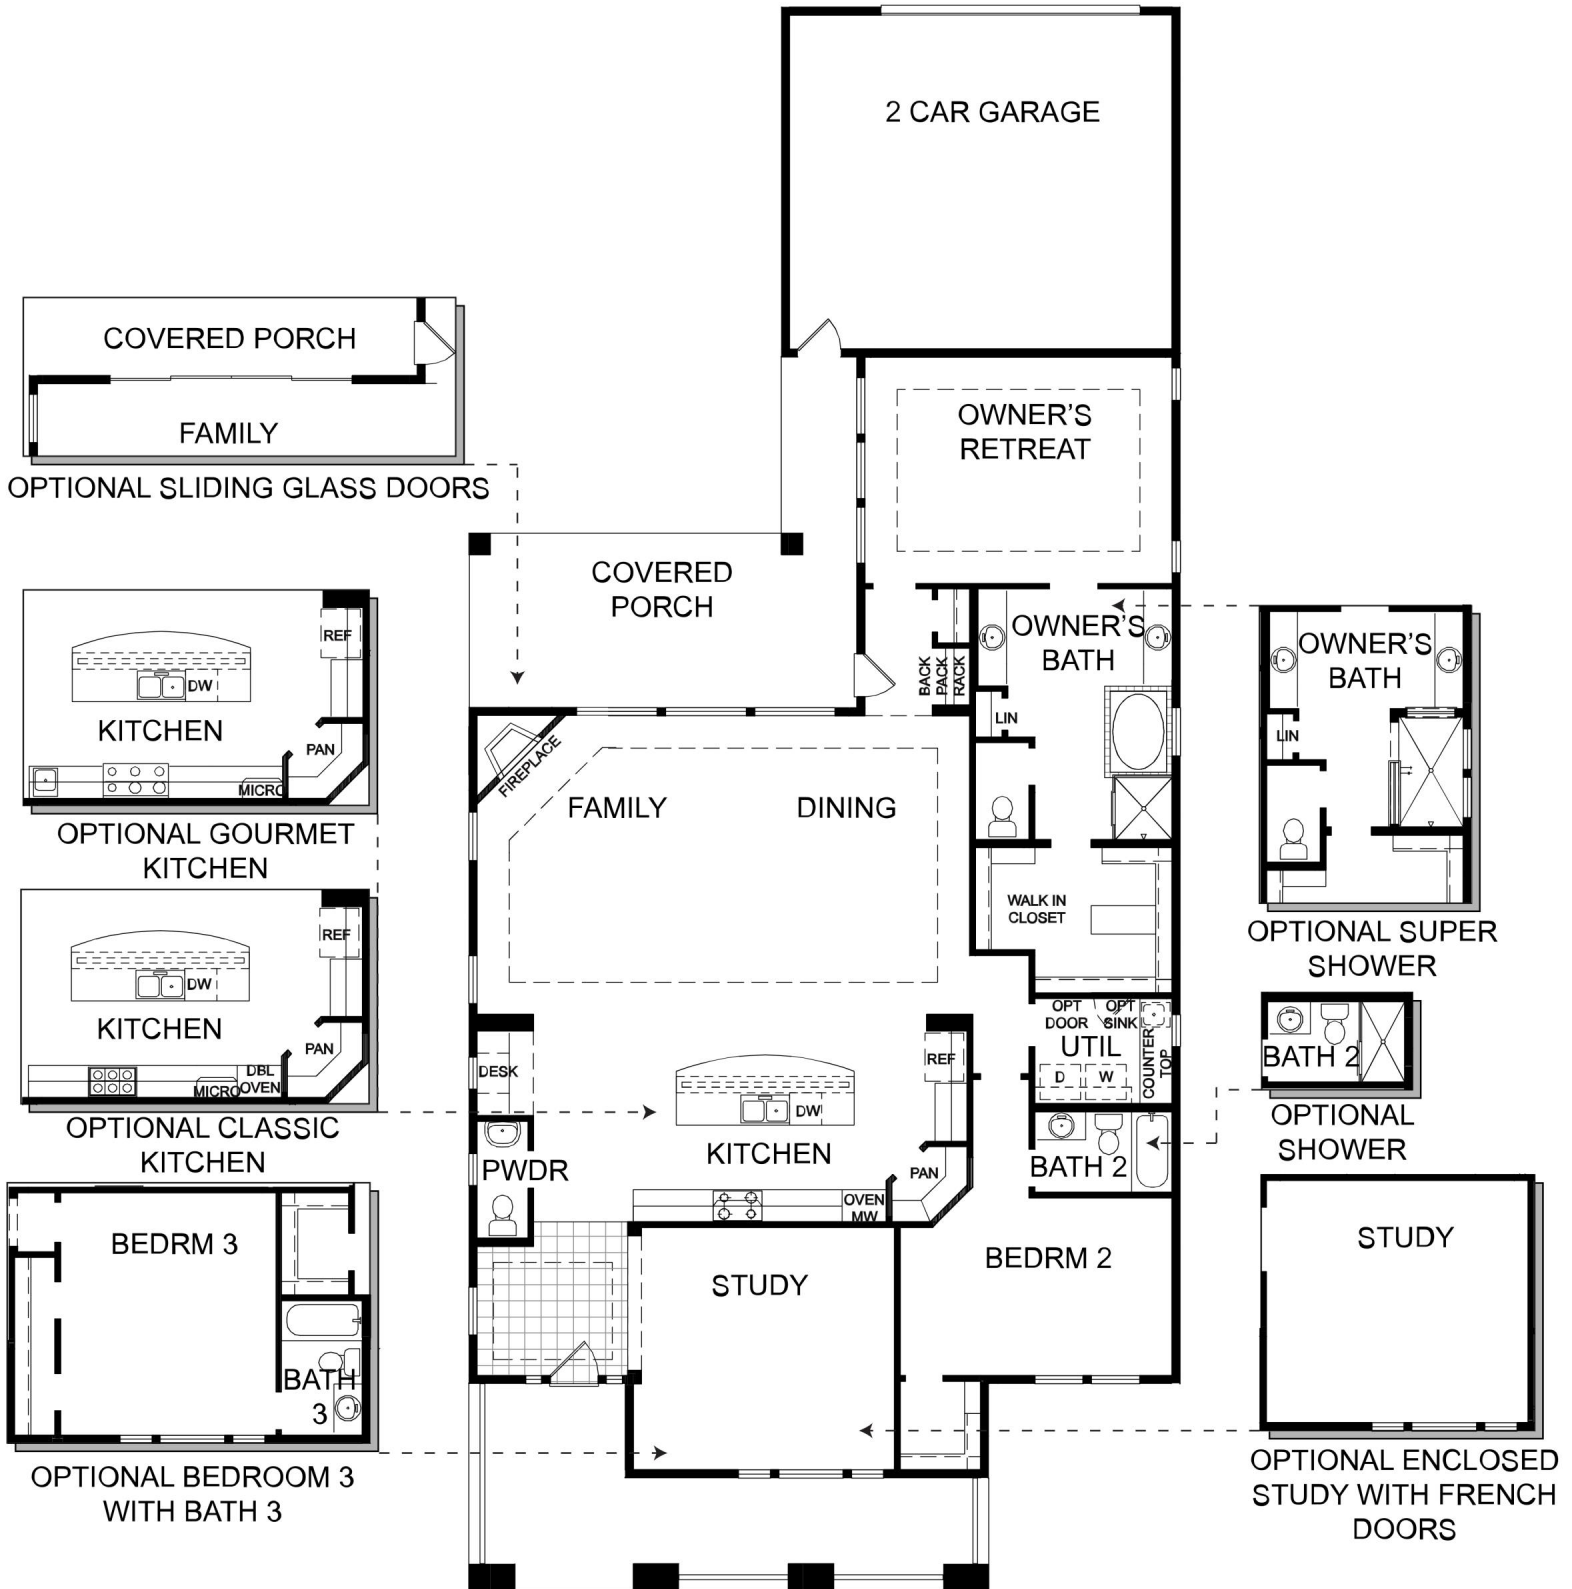 2 CAR GARAGE
COVERED PORCH
FAMILY
OPTIONAL SLIDING GLASS DOORS
OWNER'S
RETREAT
COVERED
PORCH
REF
DW
KITCHEN
PAN
MICRO
OPTIONAL GOURMET
KITCHEN
REF
DW
KITCHEN
PAN
DBL
OVEN
MICRO
OPTIONAL CLASSIC
KITCHEN
BEDRM 3
BATH
3
OPTIONAL BEDROOM 3
WITH BATH 3
OWNER'S
BATH
BACK
PACK
RACK
LIN
FIREPLACE
FAMILY
DINING
WALK IN
CLOSET
OPT
DOOR
OPT
SINK
UTIL
COUNTER
TOP
D
W
DESK
REF
DW
KITCHEN
PWDR
PAN
OVEN
MW
BATH 2
BEDRM 2
STUDY
OWNER'S
BATH
LIN
OPTIONAL SUPER
SHOWER
BATH 2
OPTIONAL
SHOWER
STUDY
OPTIONAL ENCLOSED
STUDY WITH FRENCH
DOORS